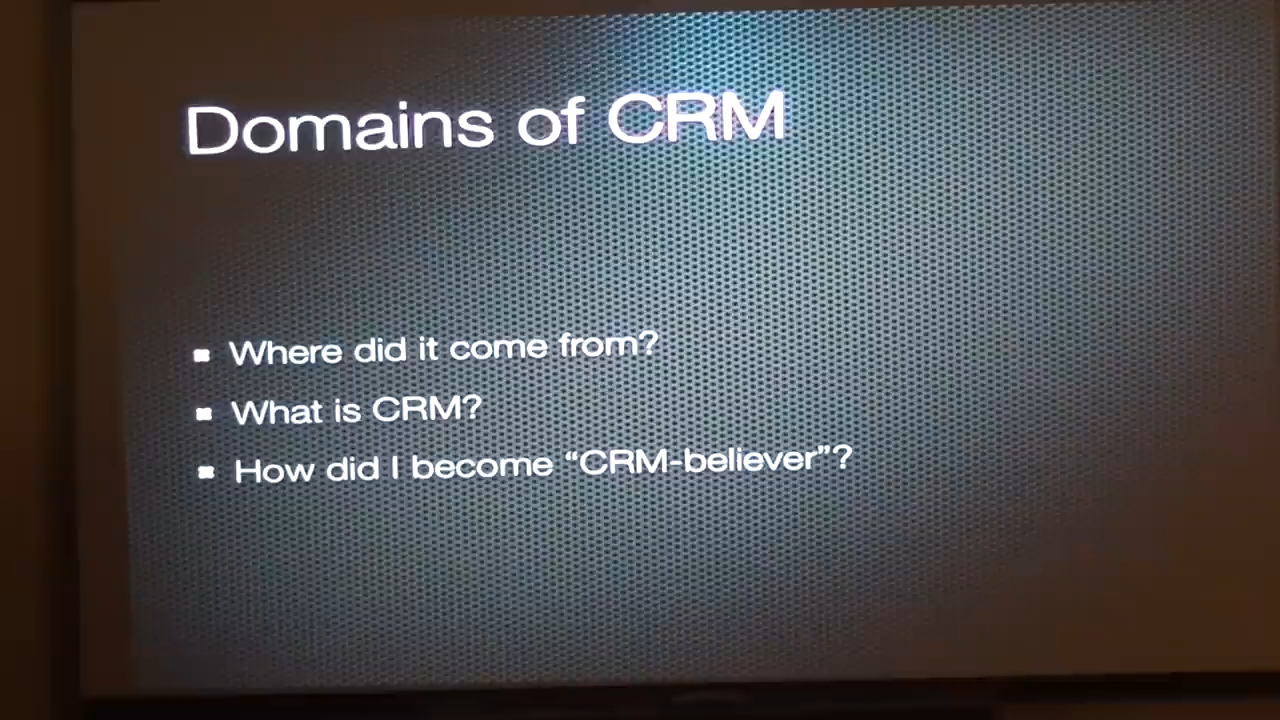 Domains of CRM
Where did it come from?
What is CRM?
How did I become “CRM-believer”?